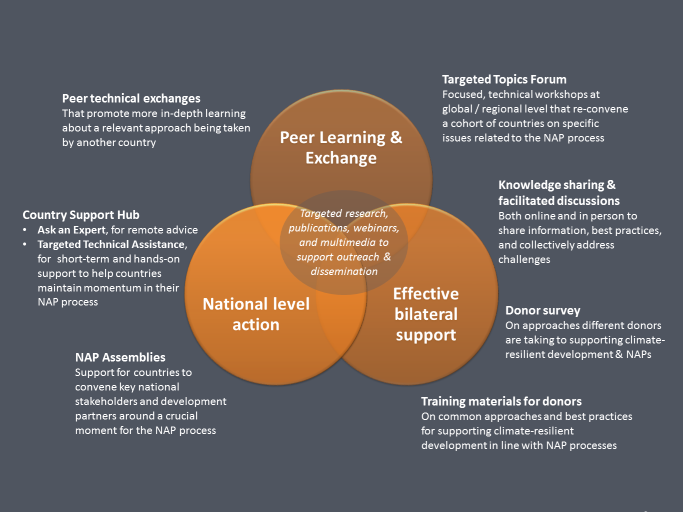 Peer technical exchanges
That promote more in-depth learning
about a relevant approach being taken
by another country
Targeted Topics Forum
Focused, technical workshops at
global / regional level that re-convene
a cohort of countries on specific
issues related to the NAP process
Peer Learning &
Exchange
Knowledge sharing &
facilitated discussions
Both online and in person to
share information, best practices,
and collectively address
challenges
Country Support Hub
• Ask an Expert, for remote advice
• Targeted Technical Assistance,
for short-term and hands-on
support to help countries
maintain momentum in their
NAP process
Targeted research,
publications, webinars,
and multimedia to
support outreach &
dissemination
National level
action
Effective
bilateral
support
Donor survey
On approaches different donors
are taking to supporting climate-
resilient development & NAPs
NAP Assemblies
Support for countries to
convene key national
stakeholders and development
partners around a crucial
moment for the NAP process
Training materials for donors
On common approaches and best practices
for supporting climate-resilient
development in line with NAP processes